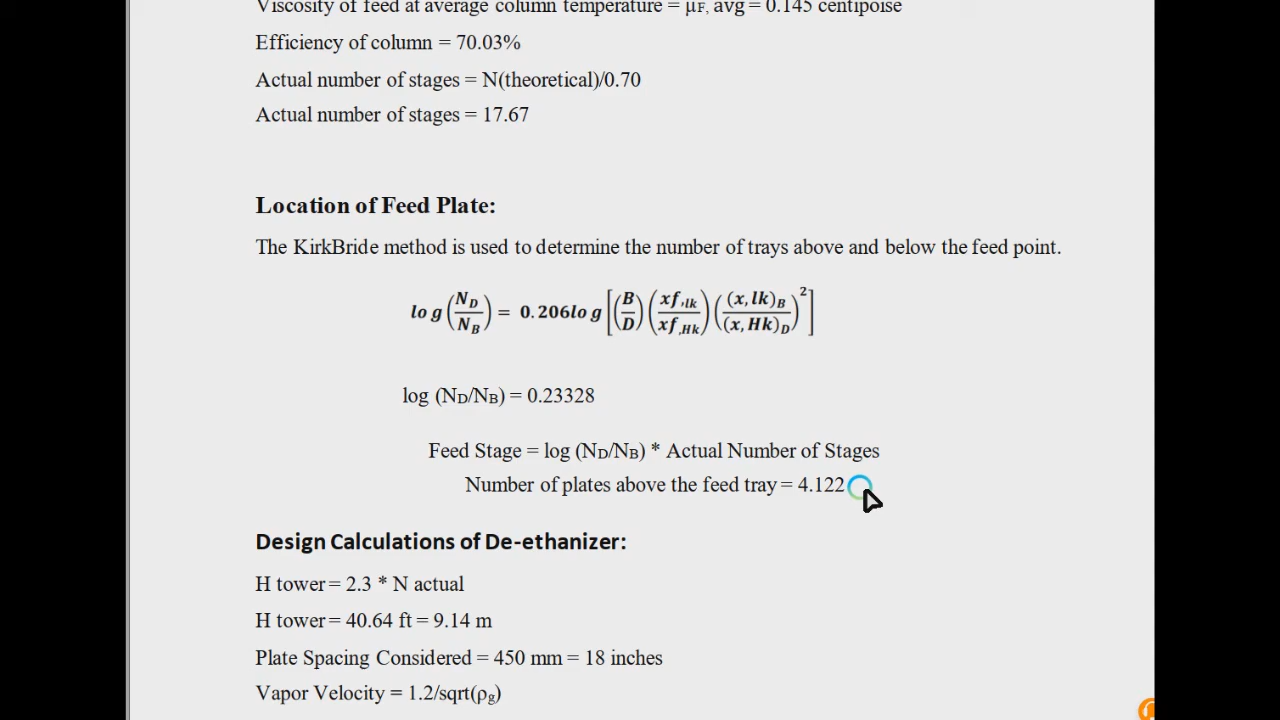 Viscosity of feed at average column temperature = μF, avg = 0.145 centipoise
Efficiency of column = 70.03%
Actual number of stages = N(theoretical)/0.70
Actual number of stages = 17.67
Location of Feed Plate:
The KirkBride method is used to determine the number of trays above and below the feed point.
log(N_D/N_B) = 0.206log[(B/D)(xf,lk/xf,Hk)((x,lk)_B/(x,Hk)_D)^2]
log (ND/NB) = 0.23328
Feed Stage = log (ND/NB) * Actual Number of Stages
Number of plates above the feed tray = 4.122
Design Calculations of De-ethanizer:
H tower = 2.3 * N actual
H tower = 40.64 ft = 9.14 m
Plate Spacing Considered = 450 mm = 18 inches
Vapor Velocity = 1.2/sqrt(ρg)